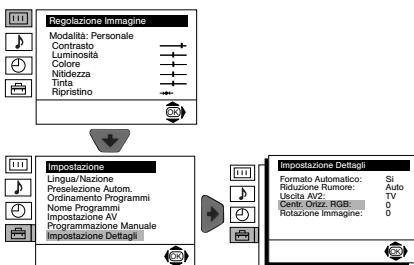 Regolazione Immagine
Modalità: Personale
Contrasto
Luminosità
Colore
Nitidezza
Tinta
Ripristino
OK
Impostazione
Lingua/Nazione
Preselezione Autom.
Ordinamento Programmi
Nome Programmi
Impostazione AV
Programmazione Manuale
Impostazione Dettagli
OK
Impostazione Dettagli
Formato Automatico: Si
Riduzione Rumore: Auto
Uscita AV2: TV
Centr. Orizz. RGB: 0
Rotazione Immagine: 0
OK